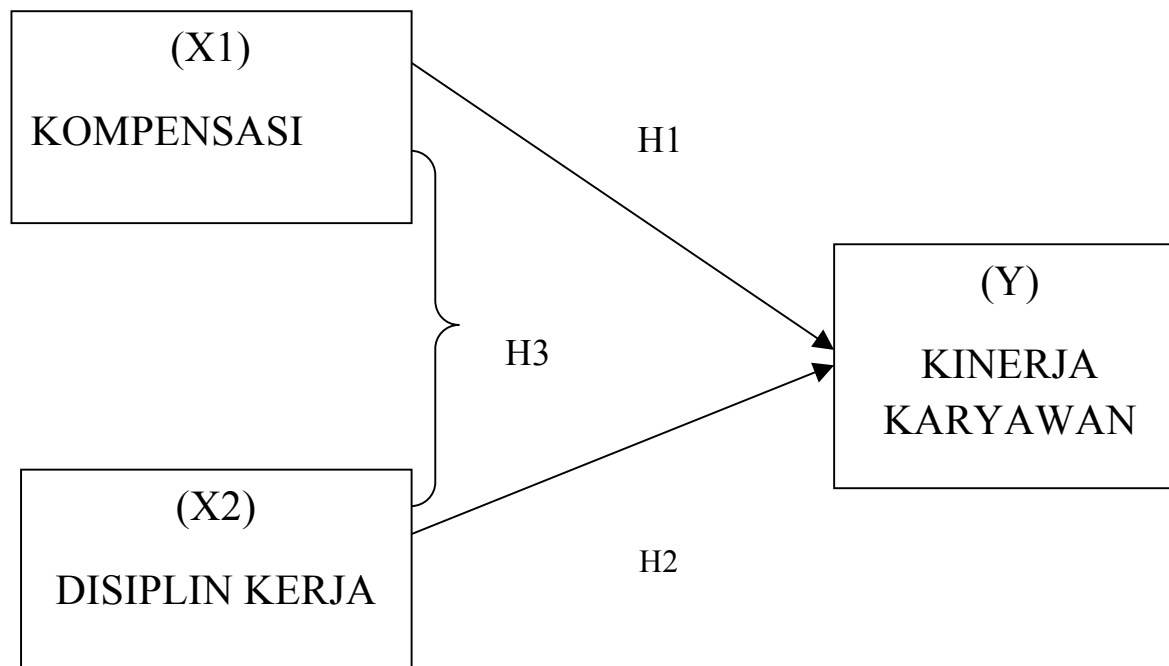 (X1)
KOMPENSASI
H1
(Y)
KINERJA
KARYAWAN
H3
(X2)
DISIPLIN KERJA
H2